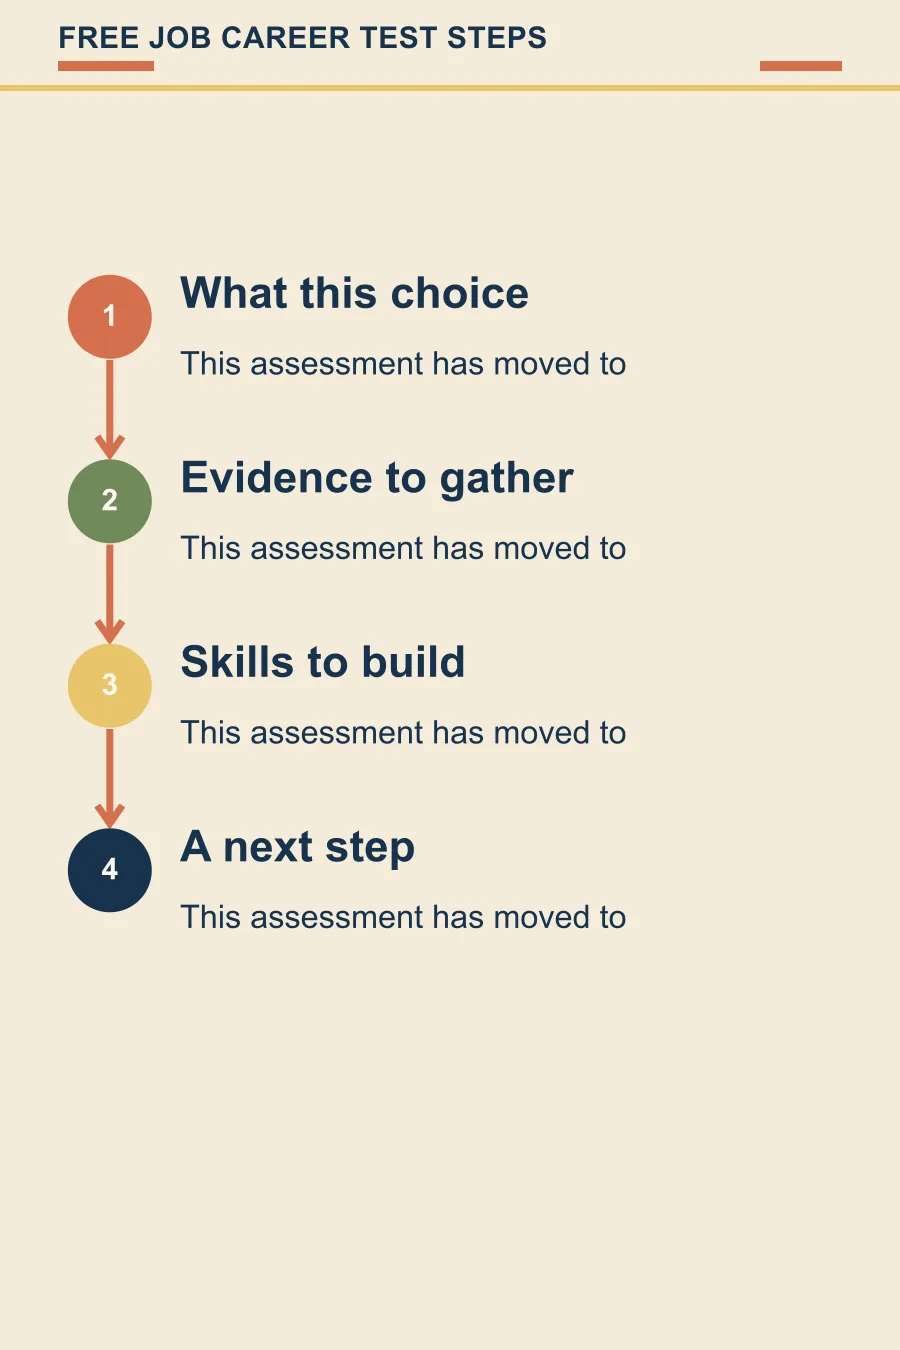 FREE JOB CAREER TEST STEPS
1
What this choice
This assessment has moved to
2
Evidence to gather
This assessment has moved to
3
Skills to build
This assessment has moved to
4
A next step
This assessment has moved to